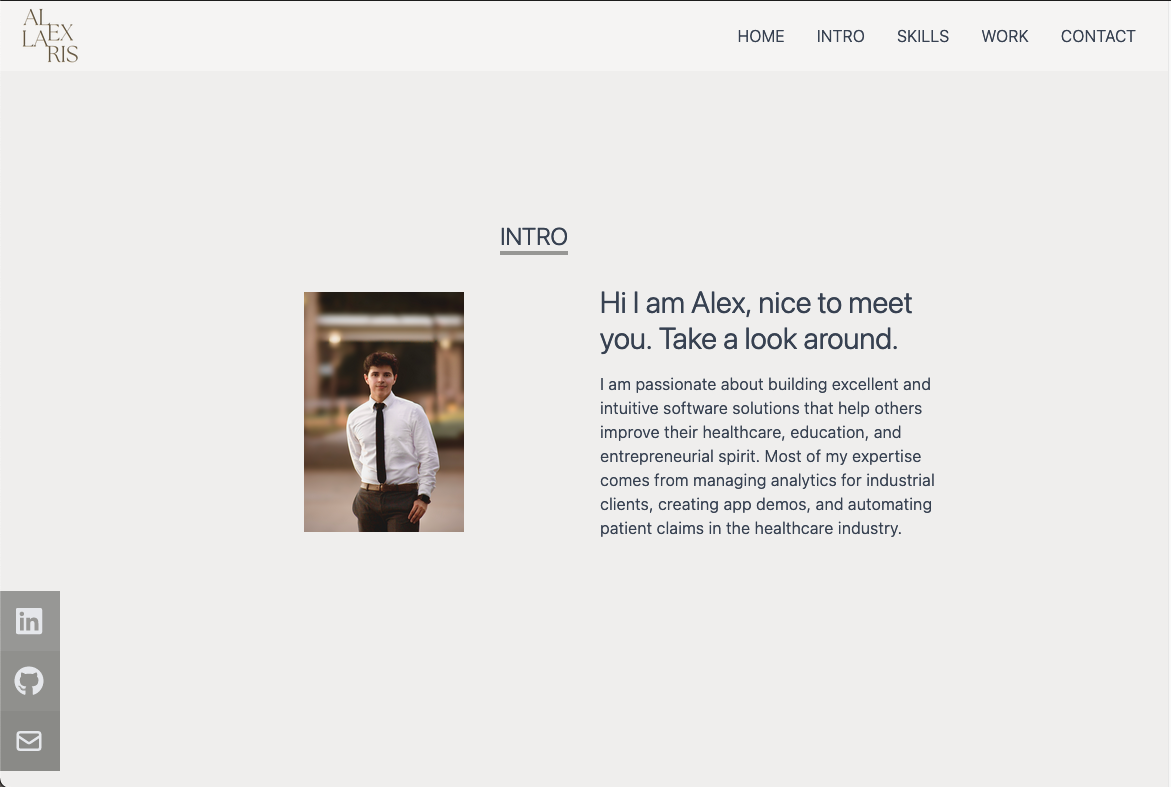 AL
EX
LA
RIS
HOME INTRO SKILLS WORK CONTACT
INTRO
Hi I am Alex, nice to meet
you. Take a look around.
I am passionate about building excellent and
intuitive software solutions that help others
improve their healthcare, education, and
entrepreneurial spirit. Most of my expertise
comes from managing analytics for industrial
clients, creating app demos, and automating
patient claims in the healthcare industry.
in